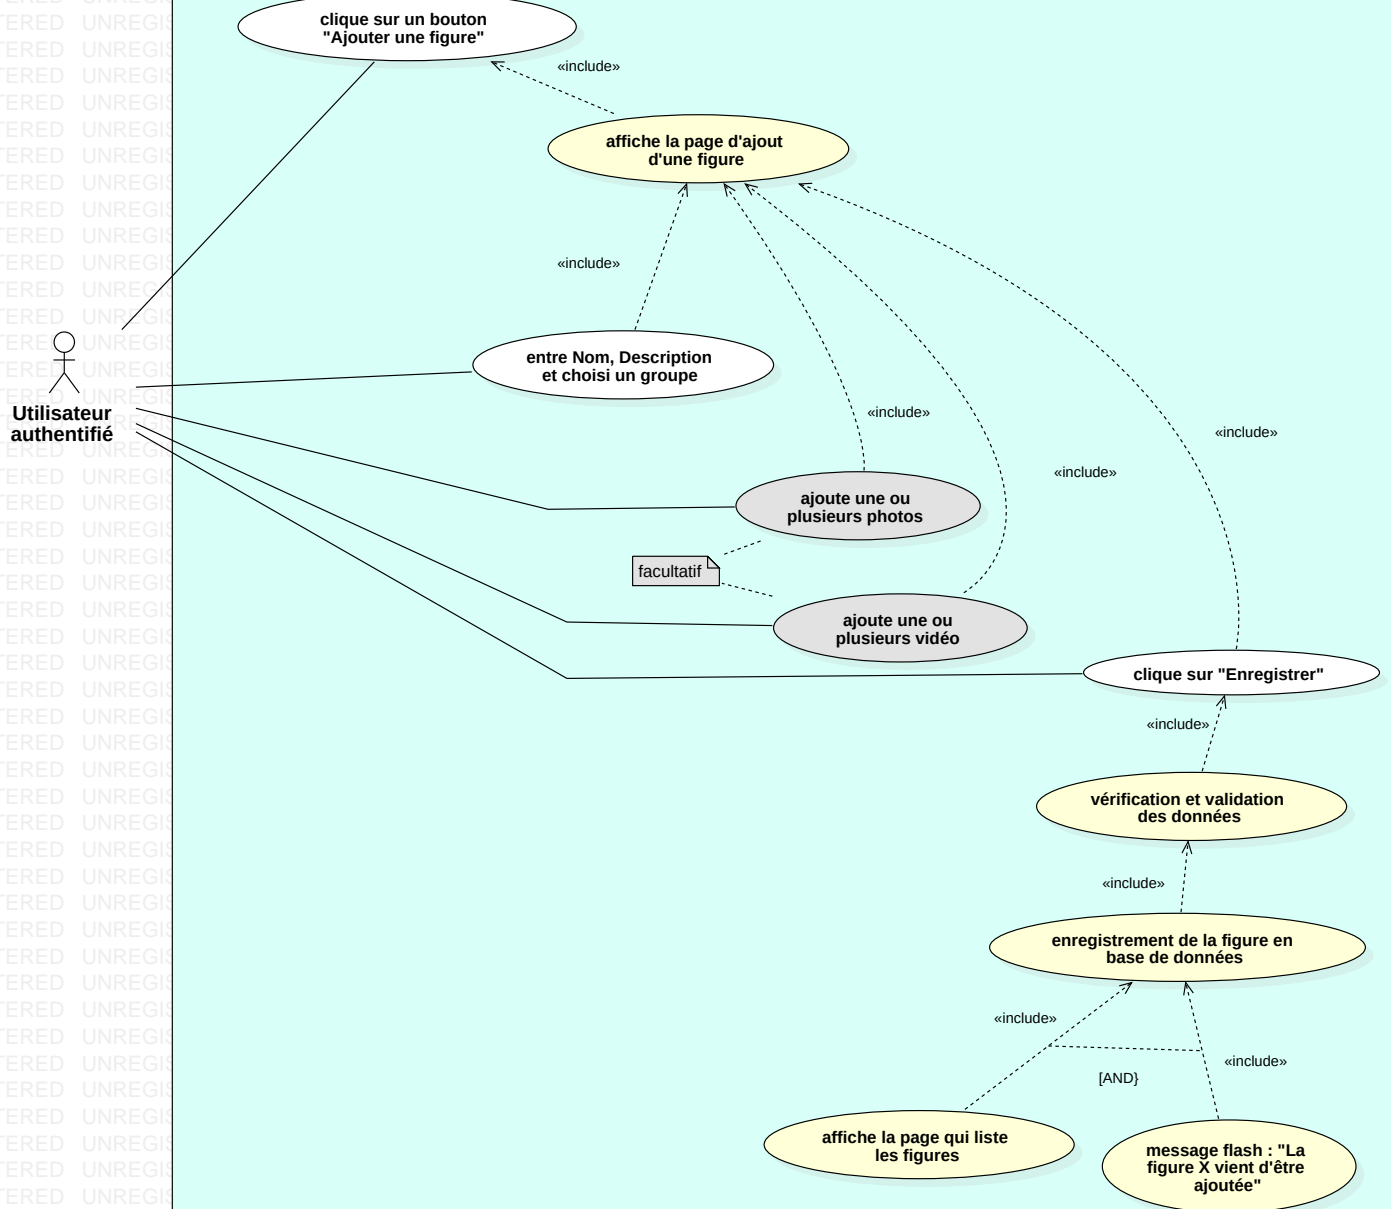 clique sur un bouton
"Ajouter une figure"
«include»
affiche la page d'ajout
d'une figure
«include»
entre Nom, Description
et choisi un groupe
Utilisateur
authentifié
«include»
«include»
«include»
ajoute une ou
plusieurs photos
facultatif
ajoute une ou
plusieurs vidéo
clique sur "Enregistrer"
«include»
vérification et validation
des données
«include»
enregistrement de la figure en
base de données
«include»
«include»
[AND}
affiche la page qui liste
les figures
message flash : "La
figure X vient d'être
ajoutée"